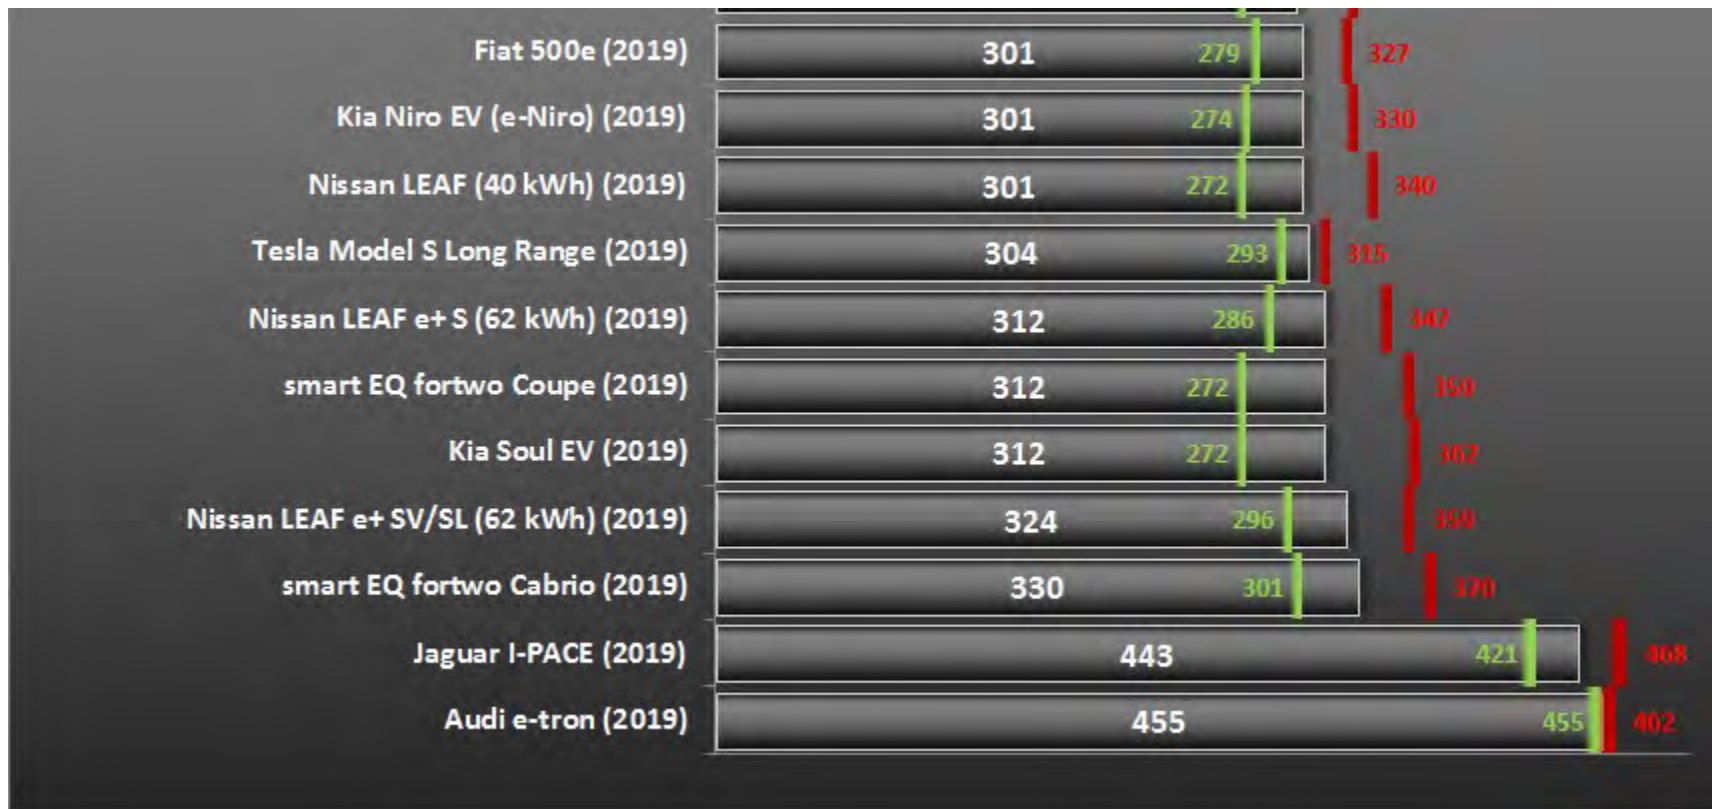 Fiat 500e (2019) 301 279 327
Kia Niro EV (e-Niro) (2019) 301 274 330
Nissan LEAF (40 kWh) (2019) 301 272 340
Tesla Model S Long Range (2019) 304 293 315
Nissan LEAF e+ S (62 kWh) (2019) 312 286 347
smart EQ fortwo Coupe (2019) 312 272 359
Kia Soul EV (2019) 312 272 362
Nissan LEAF e+ SV/SL (62 kWh) (2019) 324 296 359
smart EQ fortwo Cabrio (2019) 330 301 370
Jaguar I-PACE (2019) 443 421 468
Audi e-tron (2019) 455 455 462